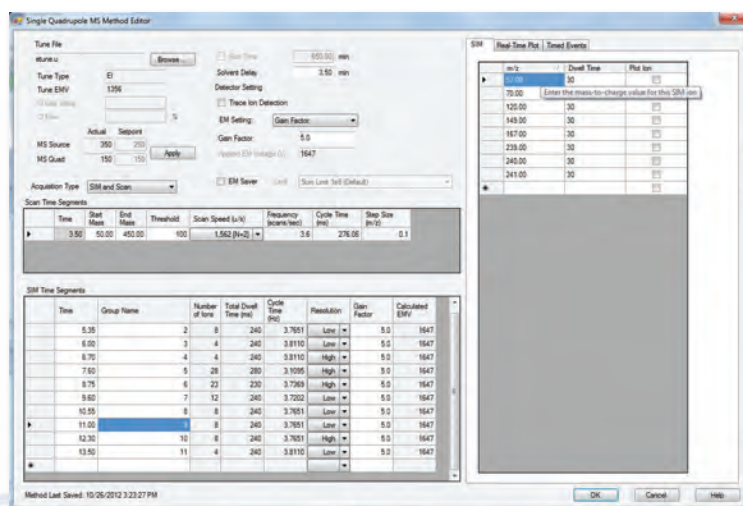 Single Quadrupole MS Method Editor
Tune File
etune.u
Browse...
Tune Type EI
Tune EMV 1356
Actual Setpoint
MS Source 350 250
MS Quad 150 150
Apply
%
Acquisition Type SIM and Scan
Run Time 650.00 min
Solvent Delay 3.50 min
Detector Setting
Trace Ion Detection
EM Setting: Gain Factor
Gain Factor: 5.0
Applied EM Voltage (V) 1647
EM Saver Limit
Scan Time Segments
Time Start Mass End Mass Threshold Scan Speed (u/s) Frequency (scans/sec) Cycle Time (ms) Step Size (m/z)
3.50 50.00 450.00 100 1,562 [N=2] 3.6 276.06 0.1
SIM Time Segments
Time Group Name Number of Ions Total Dwell Time (ms) Cycle Time (Hz) Resolution Gain Factor Calculated EMV
5.35 2 8 240 3.7651 Low 5.0 1647
6.00 3 4 240 3.8110 Low 5.0 1647
6.70 4 4 240 3.8110 High 5.0 1647
7.60 5 28 280 3.1095 High 5.0 1647
8.75 6 23 230 3.7369 High 5.0 1647
9.60 7 12 240 3.7202 Low 5.0 1647
10.55 8 8 240 3.7651 Low 5.0 1647
11.00 9 8 240 3.7651 Low 5.0 1647
12.30 10 8 240 3.7651 High 5.0 1647
13.50 11 4 240 3.8110 Low 5.0 1647
Method Last Saved: 10/26/2012 3:23:27 PM
SIM Real-Time Plot Timed Events
m/z Dwell Time Plot Ion
57.00 30
70.00 Enter the mass-to-charge value for this SIM ion
120.00 30
149.00 30
167.00 30
239.00 30
240.00 30
241.00 30
OK Cancel Help